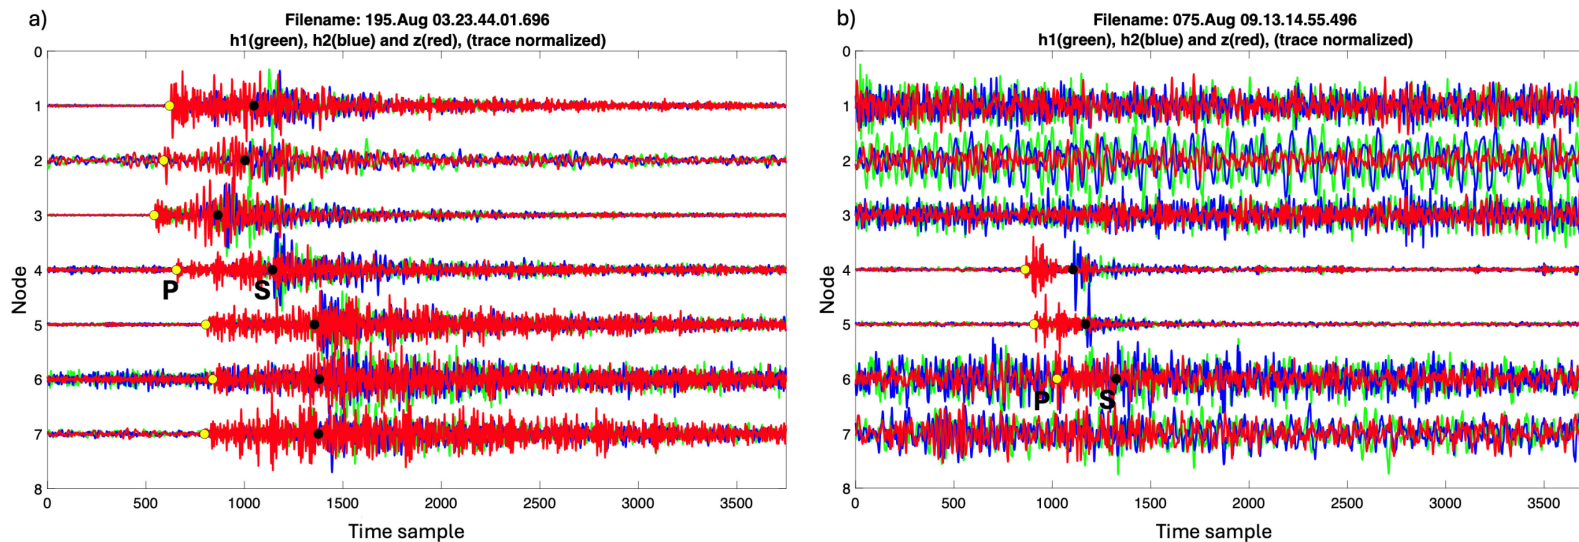 a)
Filename: 195.Aug 03.23.44.01.696
h1(green), h2(blue) and z(red), (trace normalized)
0
1
2
3
4
5
6
7
8
Node
P
S
0 500 1000 1500 2000 2500 3000 3500
Time sample
b)
Filename: 075.Aug 09.13.14.55.496
h1(green), h2(blue) and z(red), (trace normalized)
0
1
2
3
4
5
6
7
8
Node
P
S
0 500 1000 1500 2000 2500 3000 3500
Time sample